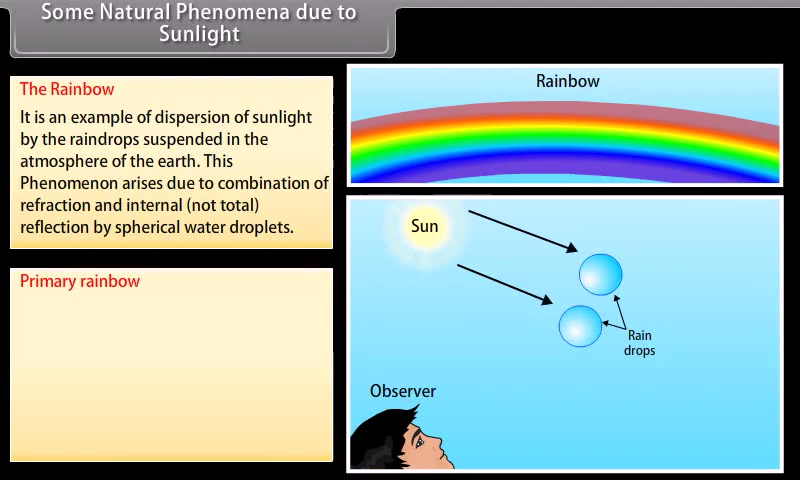 Some Natural Phenomena due to
Sunlight
The Rainbow
It is an example of dispersion of sunlight
by the raindrops suspended in the
atmosphere of the earth. This
Phenomenon arises due to combination of
refraction and internal (not total)
reflection by spherical water droplets.
Primary rainbow
Rainbow
Sun
Rain
drops
Observer